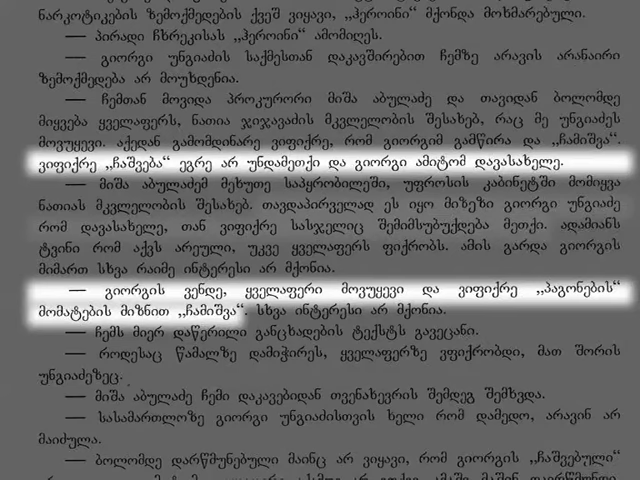 ნარკოტიკების ზემოქმედების ქვეშ ვიყავი, „ჰეროინი“ მქონდა მოხმარებული.
— პირადი ჩხრეკისას „ჰეროინი“ ამომიღეს.
— გიორგი უნგიაძის საქმესთან დაკავშირებით ჩემზე არავის არანაირი
ზემოქმედება არ მოუხდენია.
— ჩემთან მოვიდა პროკურორი მიშა აბულაძე და თავიდან ბოლომდე
მიყვება ყველაფერს, ნათია ჯიჯავაძის მკვლელობის შესახებ, რაც მე უნგიაძეს
მოვუყევი. აქედან გამომდინარე ვიფიქრე, რომ გიორგიმ გამწირა და „ჩამიშვა“.
ვიფიქრე „ჩაშვება“ ეგრე არ უნდამეთქი და გიორგი ამიტომ დავასახელე.
— მიშა აბულაძემ მეხუთე საპყრობილეში, უფროსის კაბინეტში მომიყვა
ნათიას მკვლელობის შესახებ. თავდაპირველად ეს იყო მიზეზი გიორგი უნგიაძე
რომ დავასახელე, თან ვიფიქრე სასჯელიც შემიმსუბუქდება მეთქი. ადამიანს
ტვინი რომ აქვს არეული, უკვე ყველაფერს ფიქრობს. ამის გარდა გიორგის
მიმართ სხვა რაიმე ინტერესი არ მქონია.
— გიორგის ვენდე, ყველაფერი მოვუყევი და ვიფიქრე „პაგონების“
მომატების მიზნით „ჩამიშვა“. სხვა ინტერესი არ მქონია.
— ჩემს მიერ დაწერილი განცხადების ტექსტს გავეცანი.
— როდესაც წამალზე დამიჭირეს, ყველაფერზე ვფიქრობდი, მათ შორის
უნგიაძეზეც.
— მიშა აბულაძე ჩემი დაკავებიდან თვენახევრის შემდეგ შემხვდა.
— სასამართლოზე გიორგი უნგიაძისთვის ხელი რომ დამედო, არავინ არ
მაიძულა.
— ბოლომდე დარწმუნებული მაინც არ ვიყავი, რომ გიორგის „ჩაშვებული“